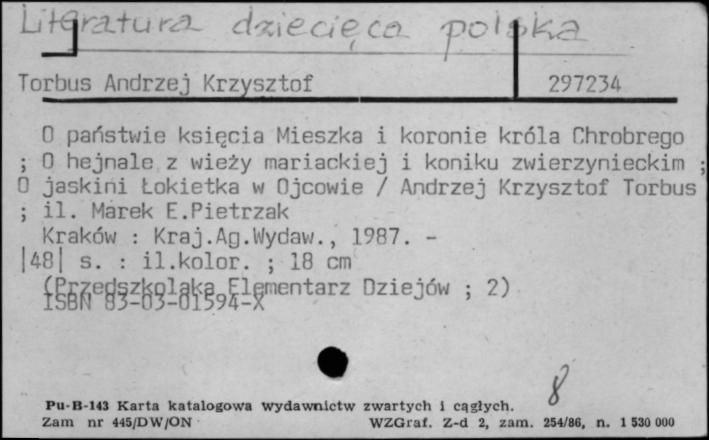 Literatura dziecięca polska
Torbus Andrzej Krzysztof 297234
O państwie księcia Mieszka i koronie króla Chrobrego
; O hejnale z wieży mariackiej i koniku zwierzynieckim ;
O jaskini Łokietka w Ojcowie / Andrzej Krzysztof Torbus
; il. Marek E.Pietrzak
Kraków : Kraj.Ag.Wydaw., 1987. -
|48| s. : il.kolor. ; 18 cm
(Przedszkolaka Elementarz Dziejów ; 2)
ISBN 83-03-01594-X
8
Pu-B-143 Karta katalogowa wydawnictw zwartych i ciągłych.
Zam nr 445/DW/ON WZGraf. Z-d 2, zam. 254/86, n. 1 530 000